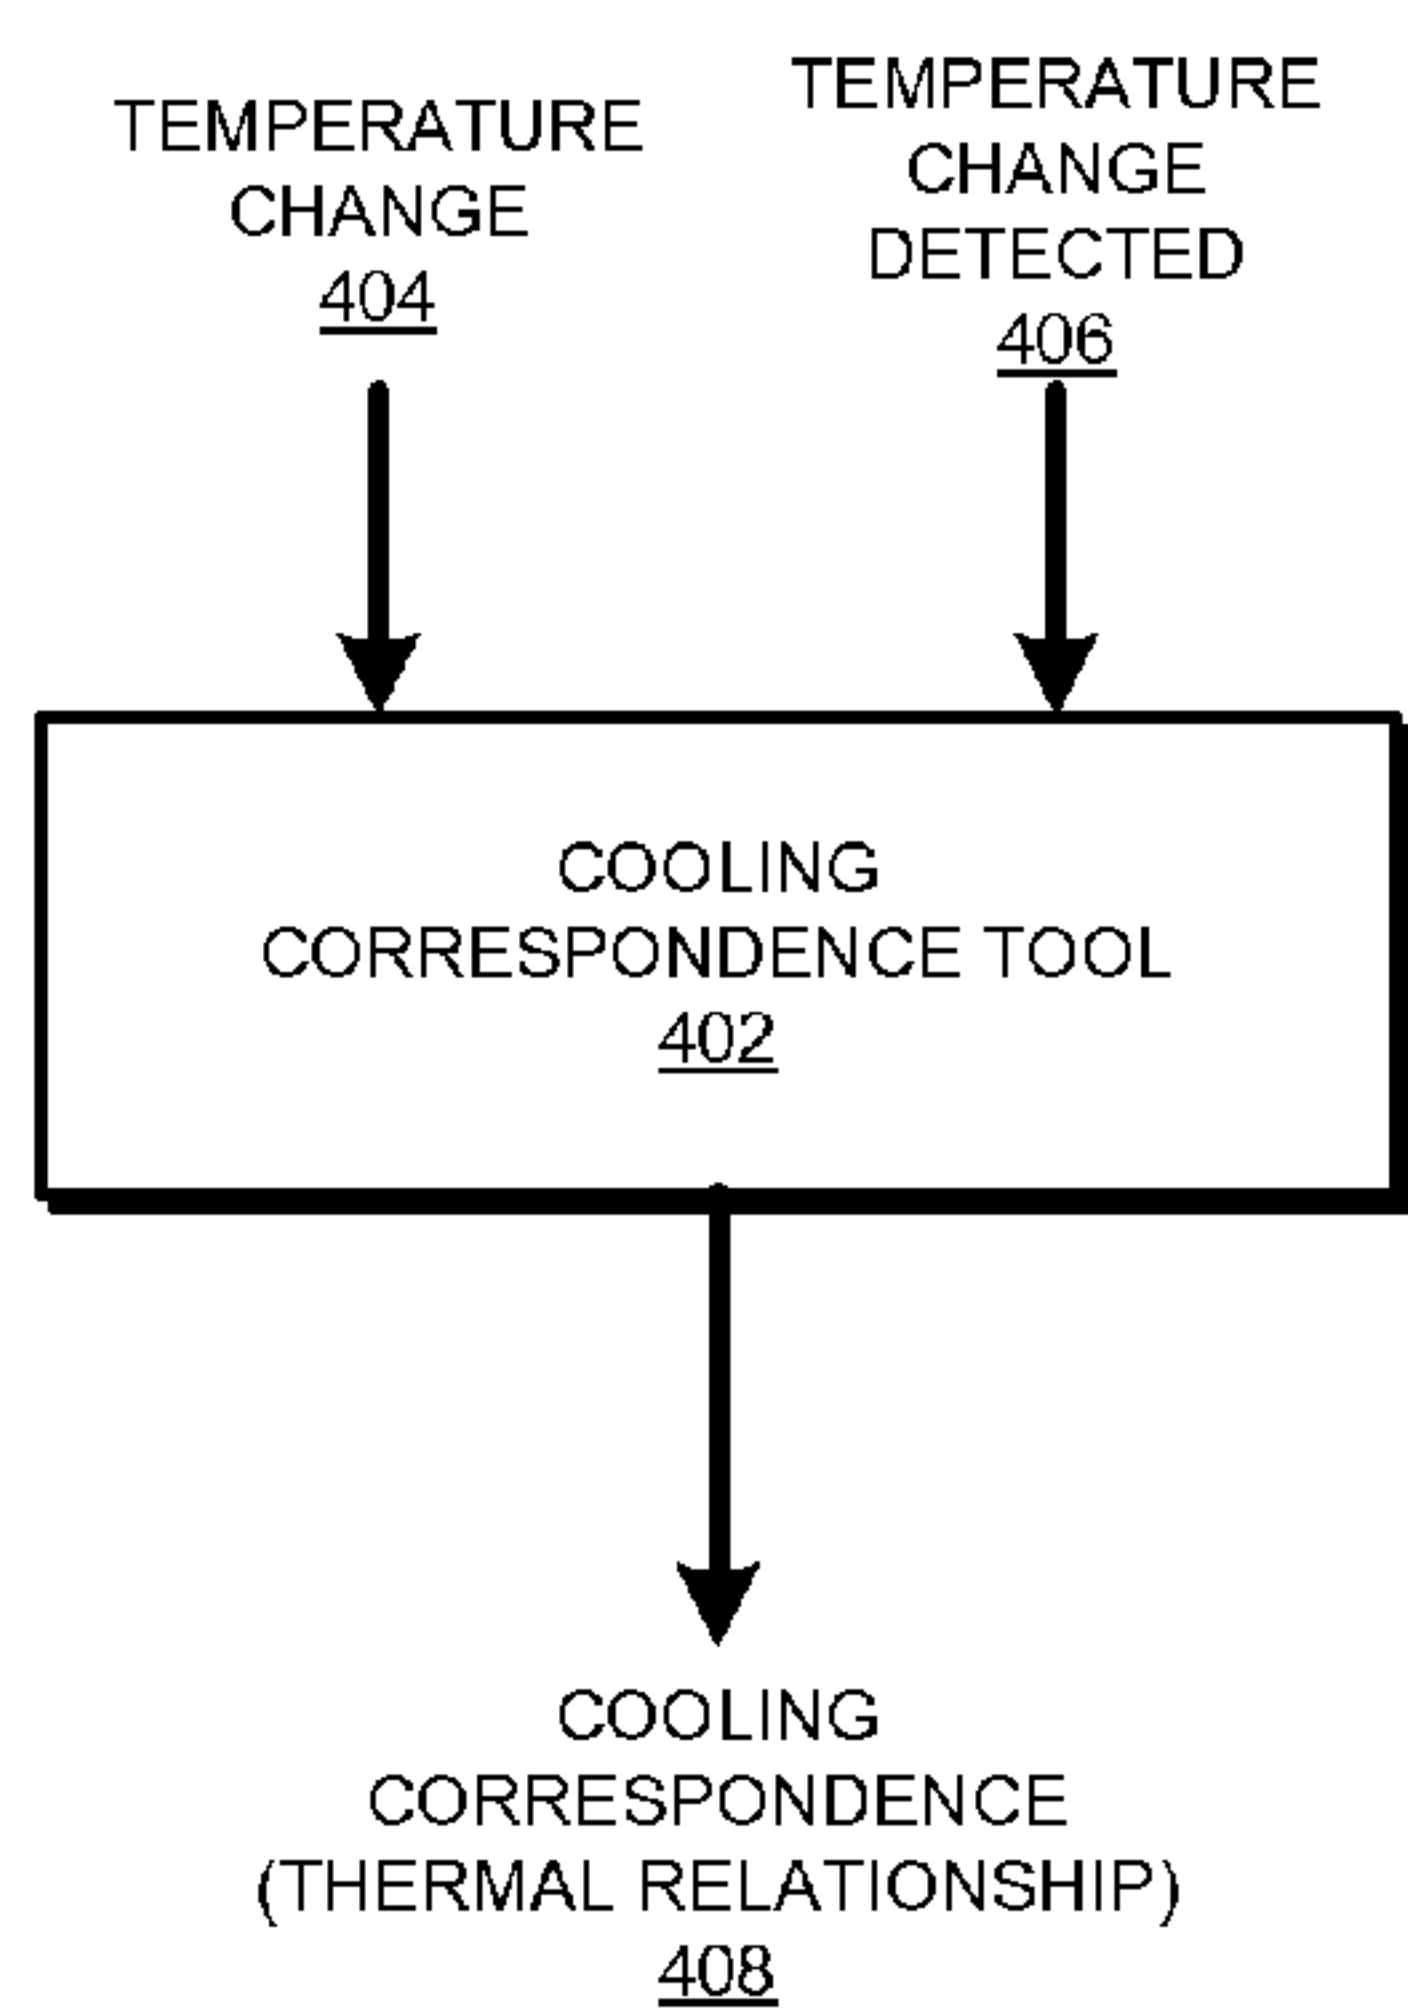 TEMPERATURE
CHANGE
404
TEMPERATURE
CHANGE
DETECTED
406
COOLING
CORRESPONDENCE TOOL
402
COOLING
CORRESPONDENCE
(THERMAL RELATIONSHIP)
408